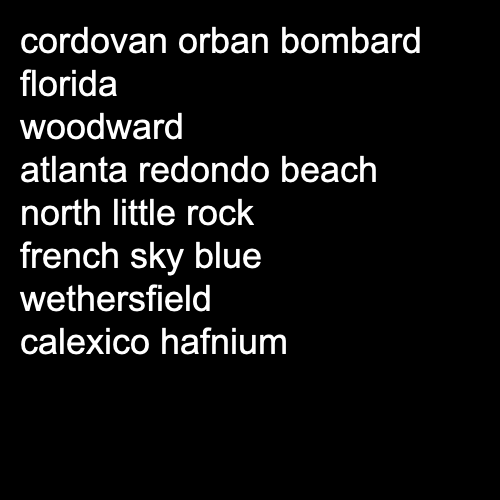 cordovan orban bombard
florida
woodward
atlanta redondo beach
north little rock
french sky blue
wethersfield
calexico hafnium